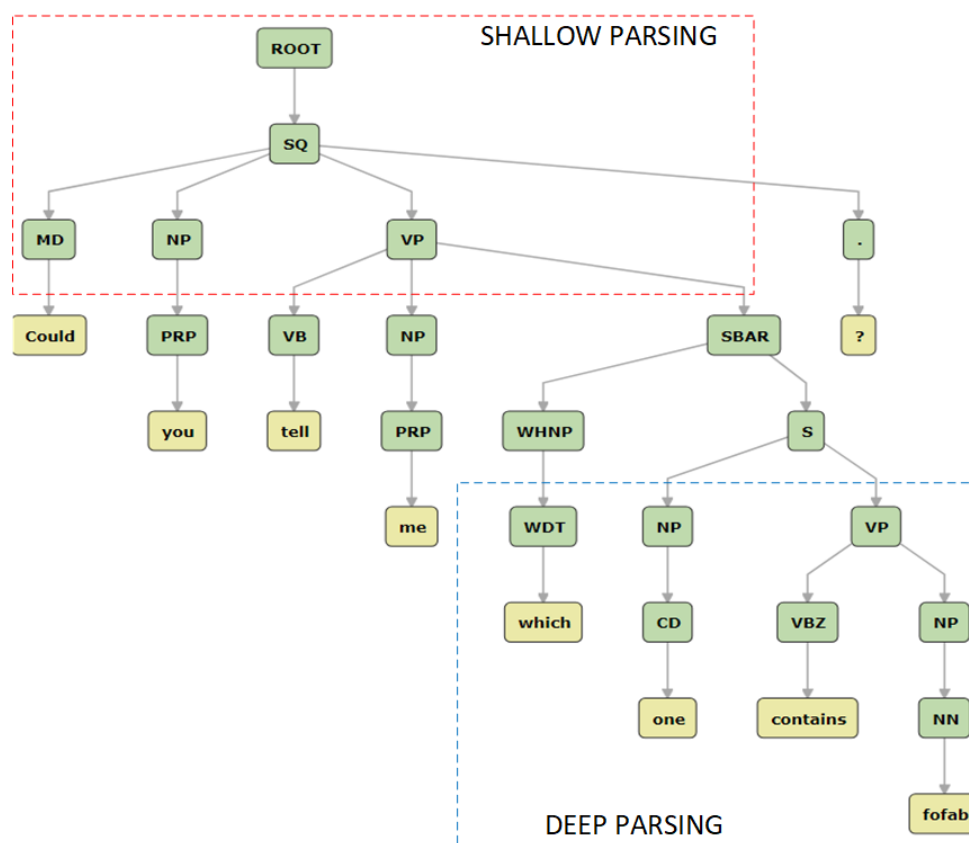 SHALLOW PARSING
ROOT
SQ
MD NP VP .
Could PRP VB NP SBAR ?
you tell PRP WHNP S
me WDT NP VP
which CD VBZ NP
one contains NN
fofab
DEEP PARSING